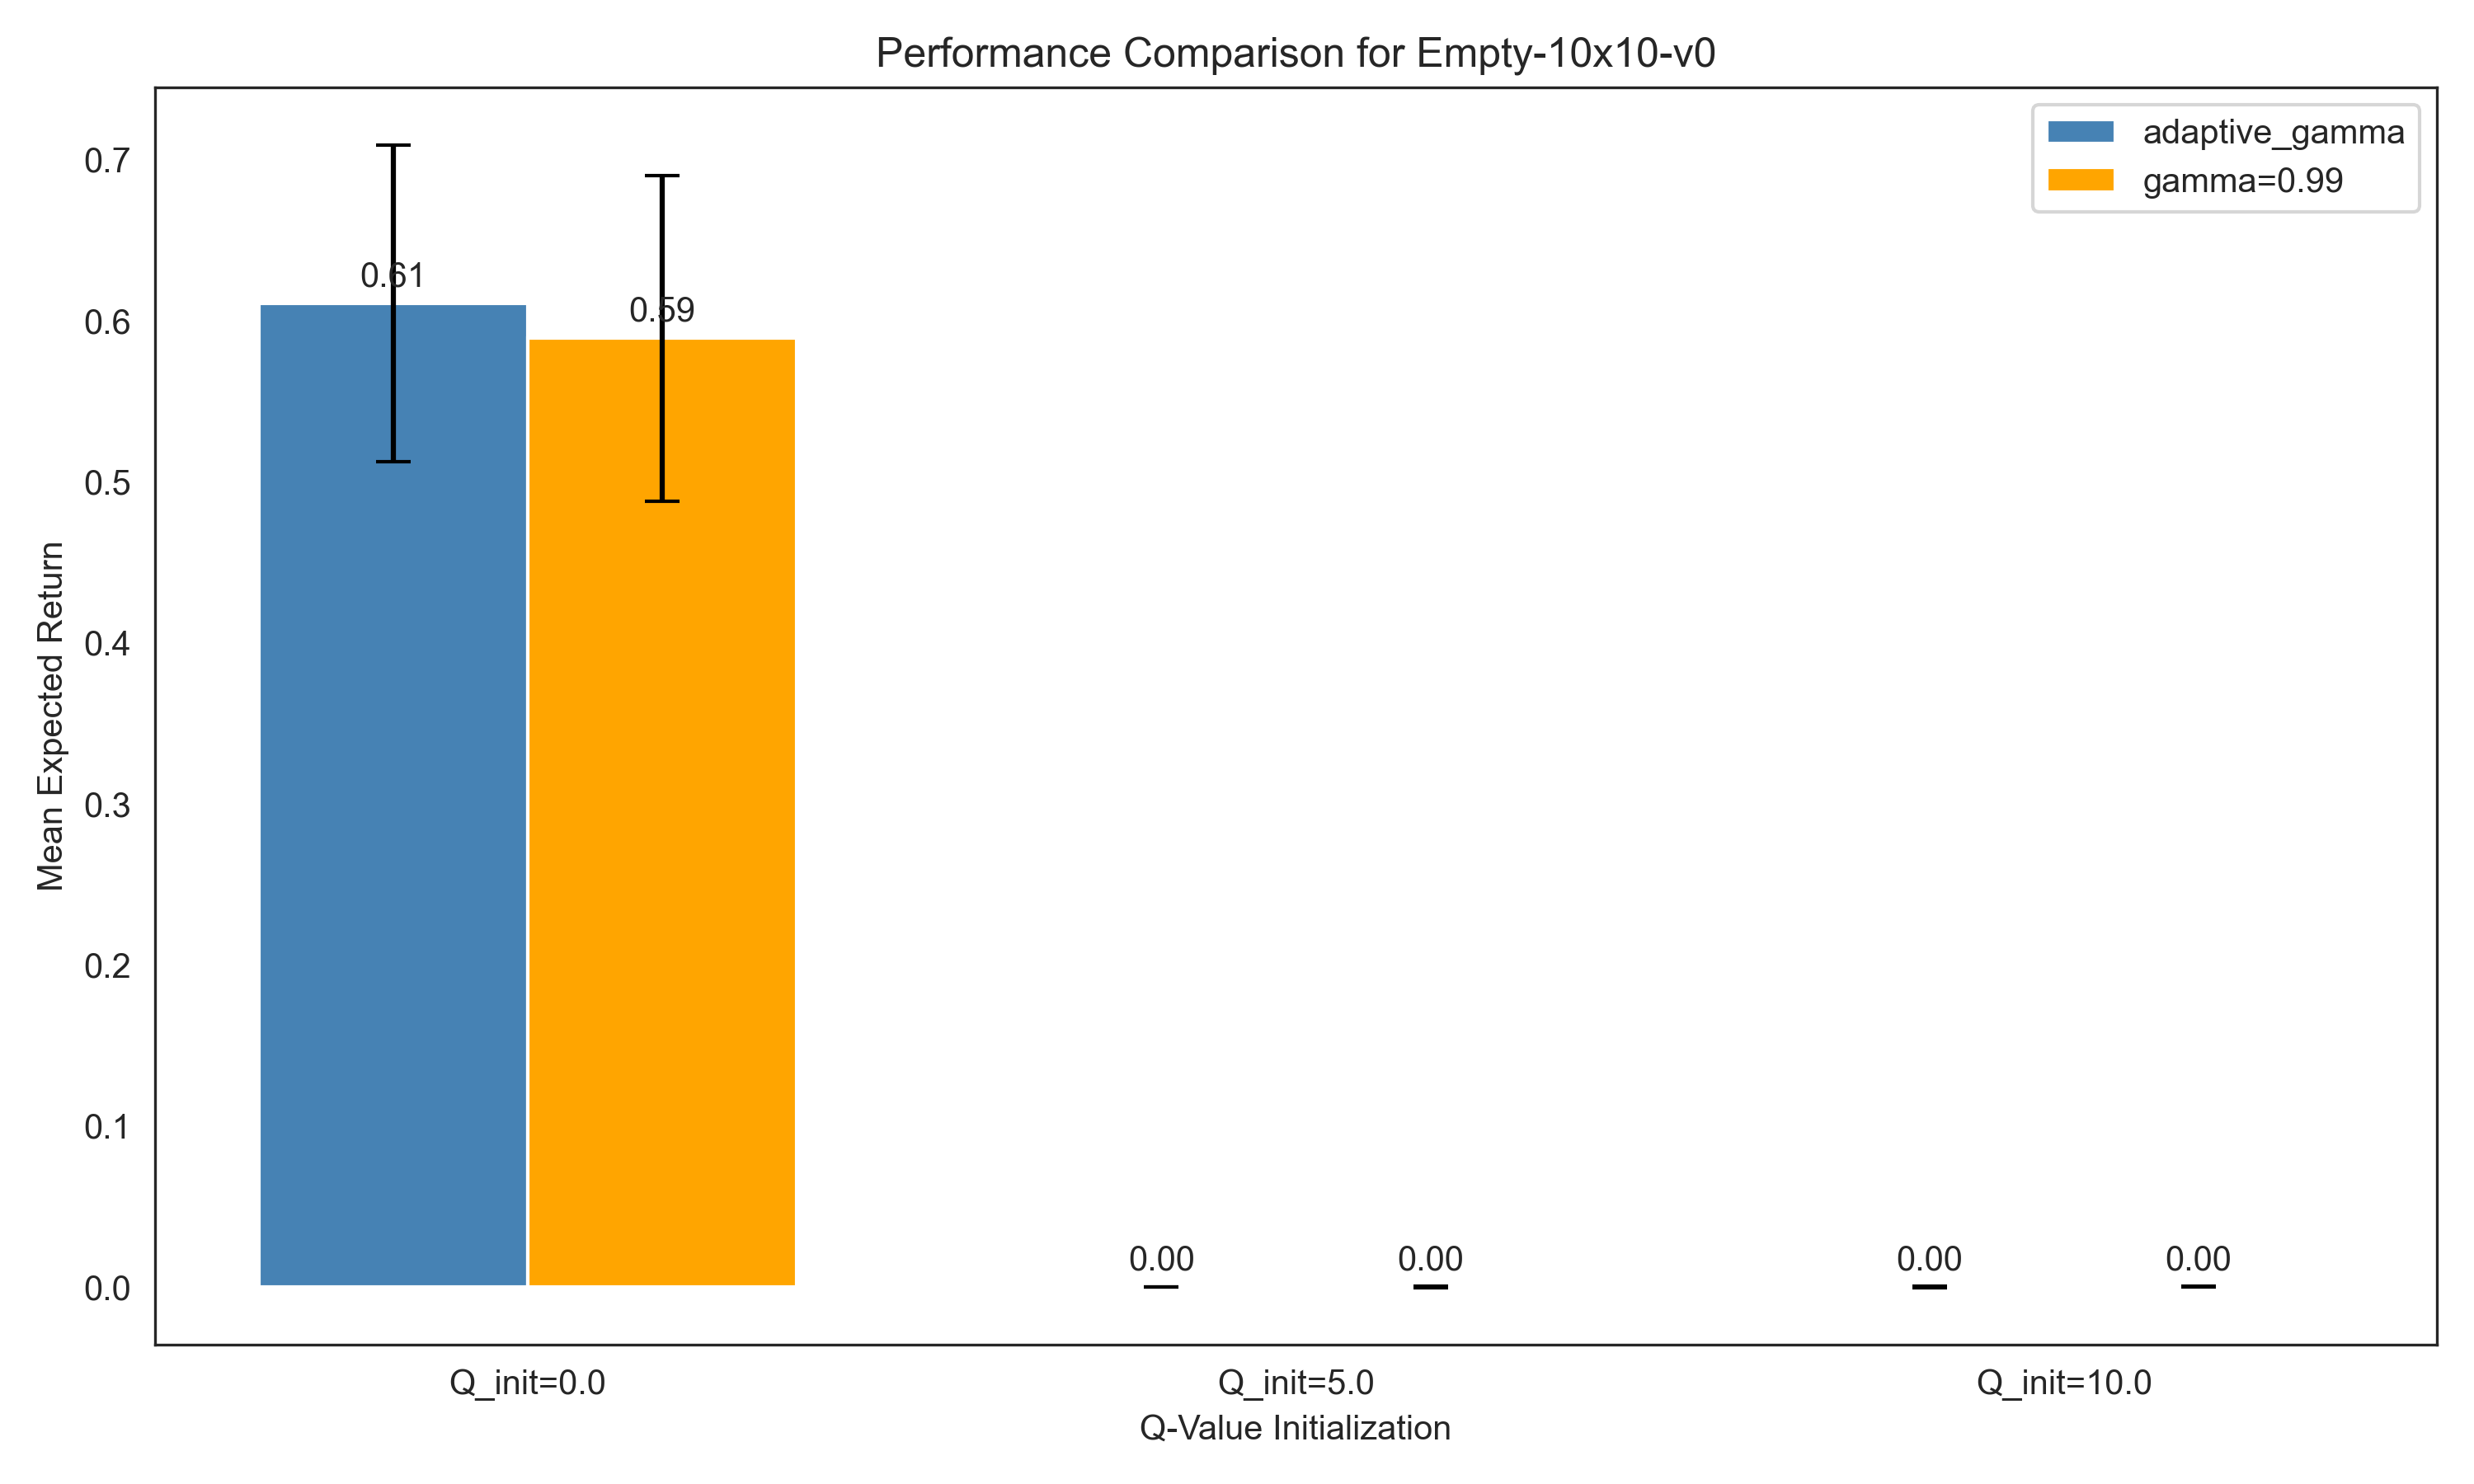 Performance Comparison for Empty-10x10-v0
adaptive_gamma
gamma=0.99
Mean Expected Return
0.7
0.6
0.5
0.4
0.3
0.2
0.1
0.0
0.61
0.59
0.00
0.00
0.00
0.00
Q_init=0.0
Q_init=5.0
Q_init=10.0
Q-Value Initialization